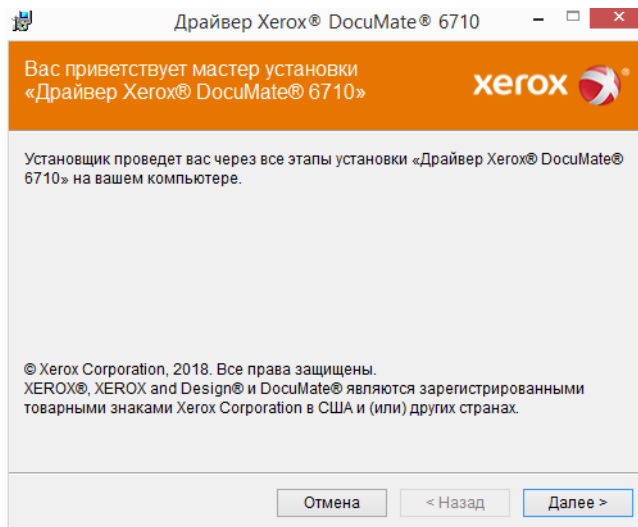 Драйвер Xerox® DocuMate® 6710
Вас приветствует мастер установки
«Драйвер Xerox® DocuMate® 6710»
xerox®
Установщик проведет вас через все этапы установки «Драйвер Xerox® DocuMate®
6710» на вашем компьютере.
© Xerox Corporation, 2018. Все права защищены.
XEROX®, XEROX and Design® и DocuMate® являются зарегистрированными
товарными знаками Xerox Corporation в США и (или) других странах.
Отмена < Назад Далее >